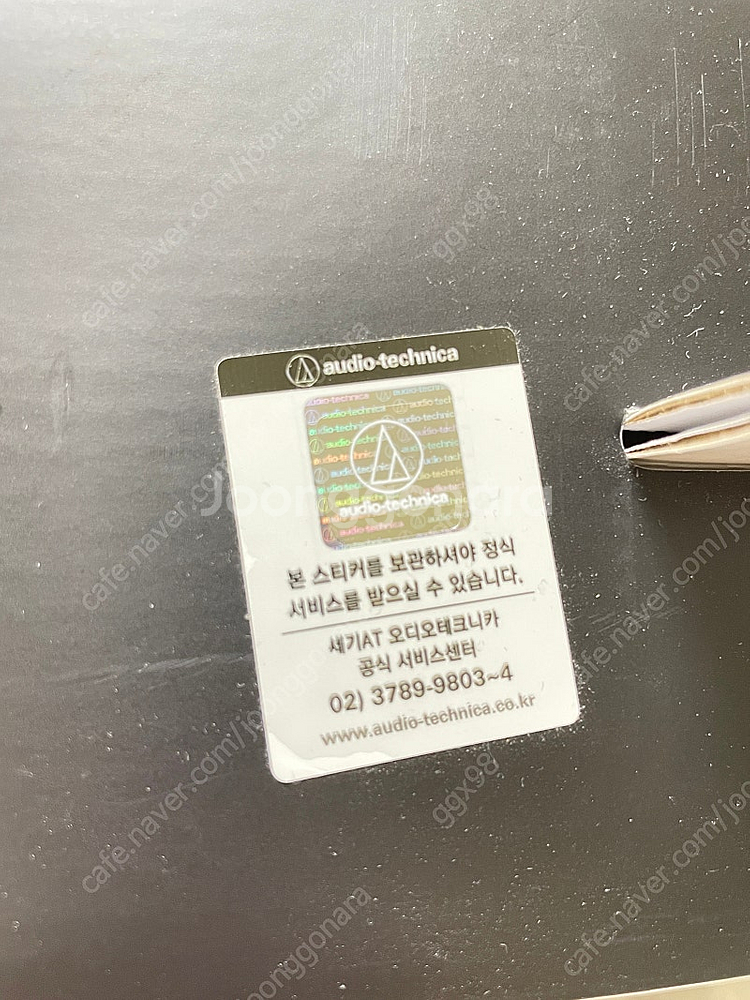 audio-technica
audio-technica
본 스티커를 보관하셔야 정식
서비스를 받으실 수 있습니다.
세기AT 오디오테크니카
공식 서비스센터
02) 3789-9803~4
www.audio-technica.co.kr
Joonggonara
cafe.naver.com/joonggonara
ggx98